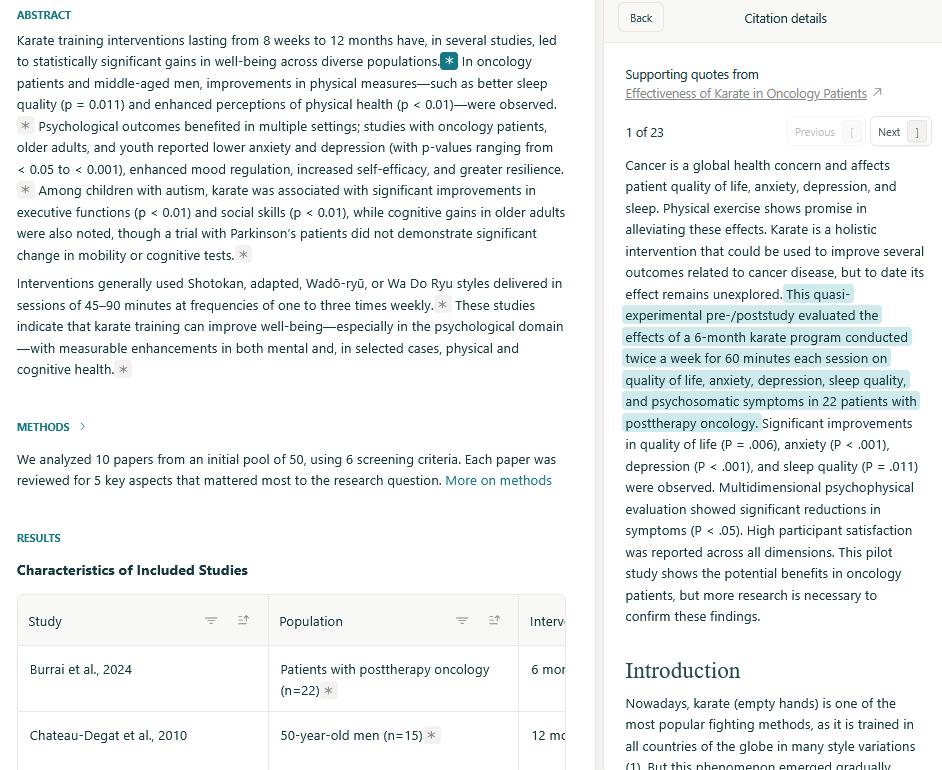 ABSTRACT
Karate training interventions lasting from 8 weeks to 12 months have, in several studies, led
to statistically significant gains in well-being across diverse populations.* In oncology
patients and middle-aged men, improvements in physical measures—such as better sleep
quality (p = 0.011) and enhanced perceptions of physical health (p < 0.01)—were observed.
* Psychological outcomes benefited in multiple settings; studies with oncology patients,
older adults, and youth reported lower anxiety and depression (with p-values ranging from
< 0.05 to < 0.001), enhanced mood regulation, increased self-efficacy, and greater resilience.
* Among children with autism, karate was associated with significant improvements in
executive functions (p < 0.01) and social skills (p < 0.01), while cognitive gains in older adults
were also noted, though a trial with Parkinson's patients did not demonstrate significant
change in mobility or cognitive tests.*
Interventions generally used Shotokan, adapted, Wadō-ryū, or Wa Do Ryu styles delivered in
sessions of 45–90 minutes at frequencies of one to three times weekly.* These studies
indicate that karate training can improve well-being—especially in the psychological domain
—with measurable enhancements in both mental and, in selected cases, physical and
cognitive health.*
METHODS >
We analyzed 10 papers from an initial pool of 50, using 6 screening criteria. Each paper was
reviewed for 5 key aspects that mattered most to the research question. More on methods
RESULTS
Characteristics of Included Studies
Study Population Interv
Burrai et al., 2024 Patients with posttherapy oncology 6 mor
(n=22)*
Chateau-Degat et al., 2010 50-year-old men (n=15)* 12 mo
Back Citation details
Supporting quotes from
Effectiveness of Karate in Oncology Patients ↗
1 of 23 Previous [ Next ]
Cancer is a global health concern and affects
patient quality of life, anxiety, depression, and
sleep. Physical exercise shows promise in
alleviating these effects. Karate is a holistic
intervention that could be used to improve several
outcomes related to cancer disease, but to date its
effect remains unexplored. This quasi-
experimental pre-/poststudy evaluated the
effects of a 6-month karate program conducted
twice a week for 60 minutes each session on
quality of life, anxiety, depression, sleep quality,
and psychosomatic symptoms in 22 patients with
posttherapy oncology. Significant improvements
in quality of life (P = .006), anxiety (P < .001),
depression (P < .001), and sleep quality (P = .011)
were observed. Multidimensional psychophysical
evaluation showed significant reductions in
symptoms (P < .05). High participant satisfaction
was reported across all dimensions. This pilot
study shows the potential benefits in oncology
patients, but more research is necessary to
confirm these findings.
Introduction
Nowadays, karate (empty hands) is one of the
most popular fighting methods, as it is trained in
all countries of the globe in many style variations
(1). But this phenomenon emerged gradually